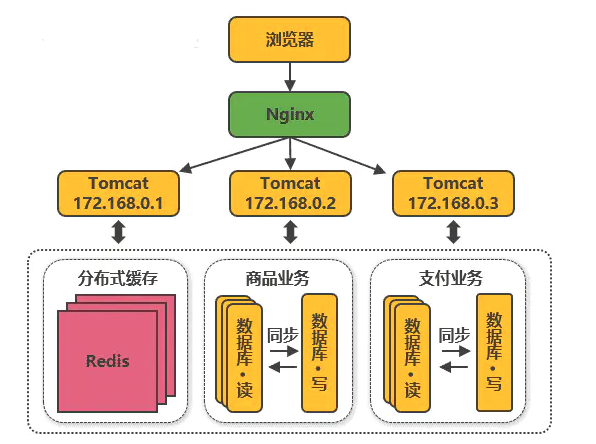 浏览器
Nginx
Tomcat
172.168.0.1
Tomcat
172.168.0.2
Tomcat
172.168.0.3
分布式缓存
Redis
商品业务
数据库·读
同步
数据库·写
支付业务
数据库·读
同步
数据库·写